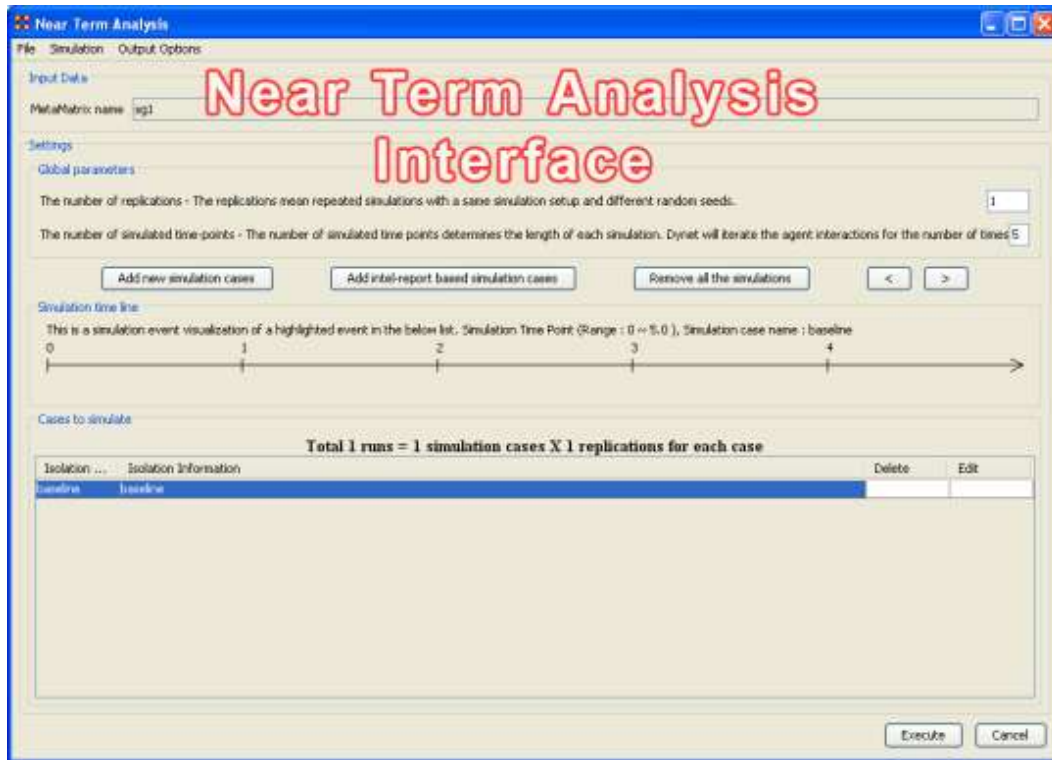 Near Term Analysis
File Simulation Output Options
Near Term Analysis
Interface
Input Data
MetaMatrix name sg1
Settings
Global parameters
The number of replications - The replications mean repeated simulations with a same simulation setup and different random seeds. 1
The number of simulated time-points - The number of simulated time points determines the length of each simulation. Dynet will iterate the agent interactions for the number of times 5
Add new simulation cases Add intel-report based simulation cases Remove all the simulations < >
Simulation time line
This is a simulation event visualization of a highlighted event in the below list. Simulation Time Point (Range : 0 ~ 5.0 ), Simulation case name : baseline
0 1 2 3 4
Cases to simulate
Total 1 runs = 1 simulation cases X 1 replications for each case
Isolation ... Isolation Information Delete Edit
baseline baseline
Execute Cancel